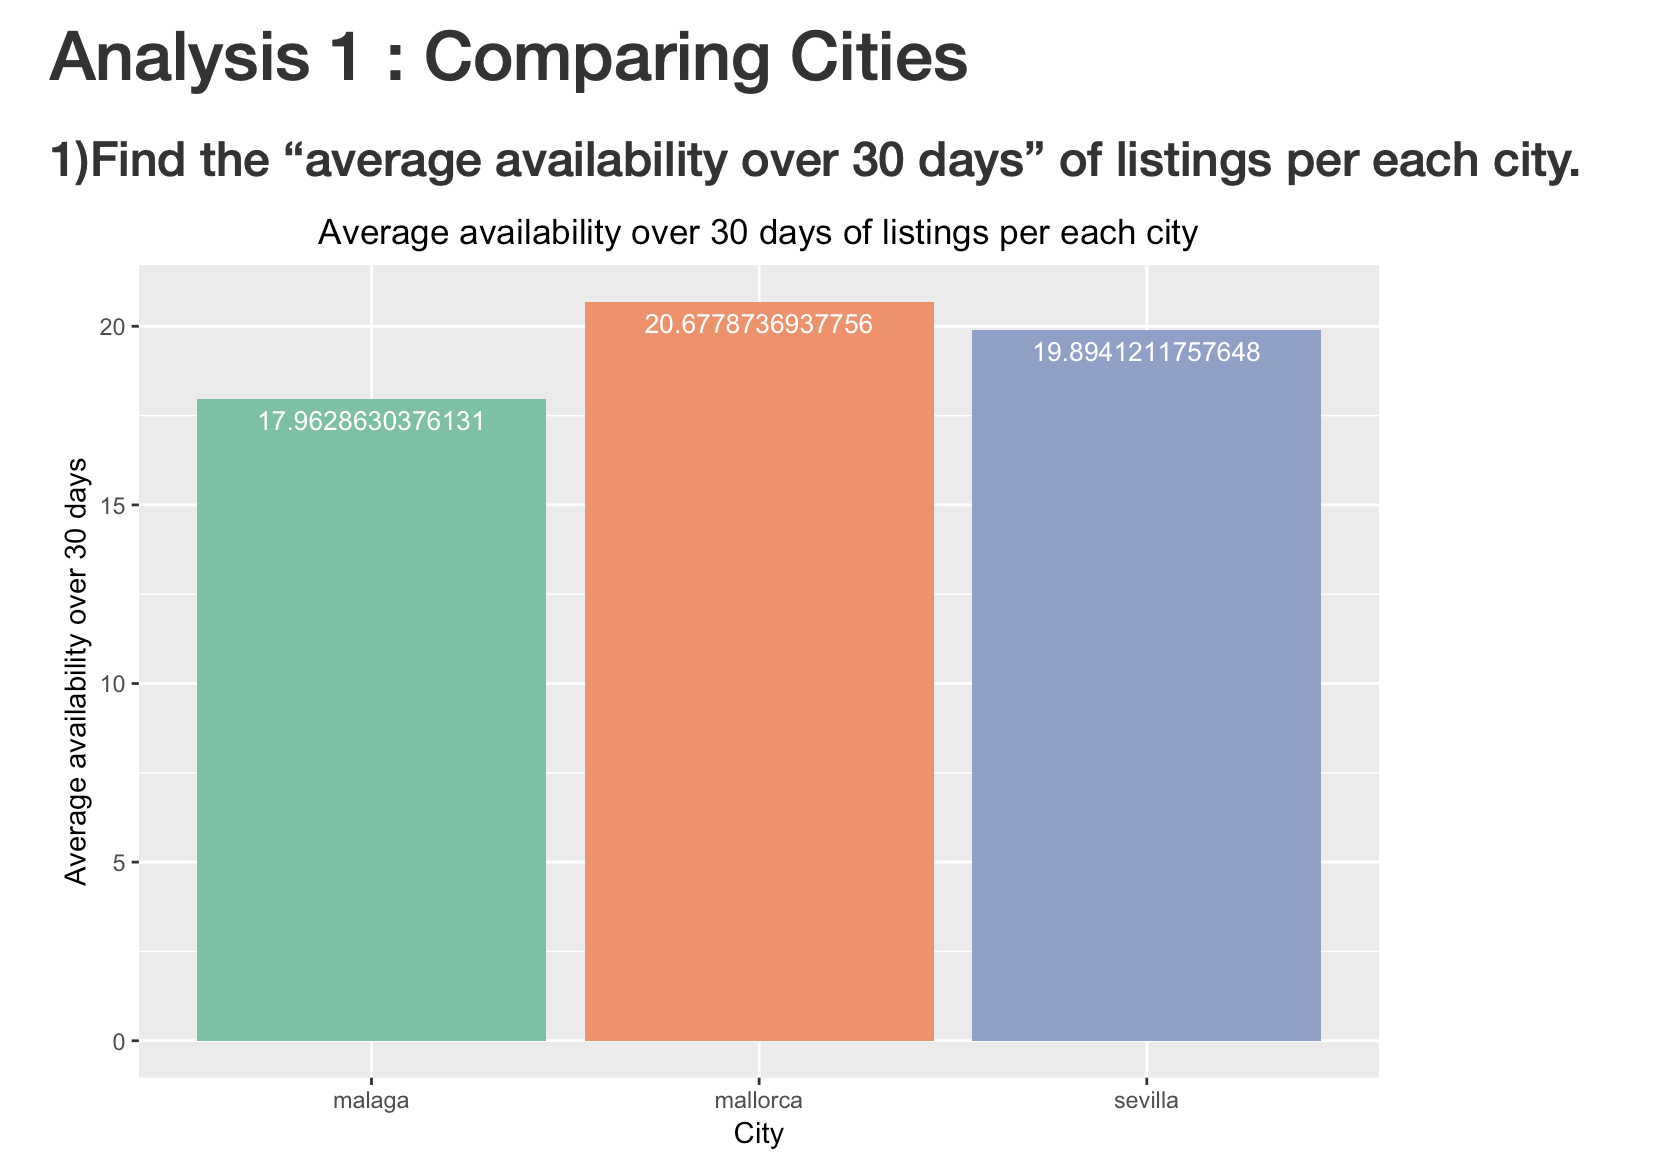 Analysis 1 : Comparing Cities
1)Find the “average availability over 30 days” of listings per each city.
Average availability over 30 days of listings per each city
Average availability over 30 days
20
15
10
5
0
17.9628630376131
20.6778736937756
19.8941211757648
malaga
mallorca
sevilla
City